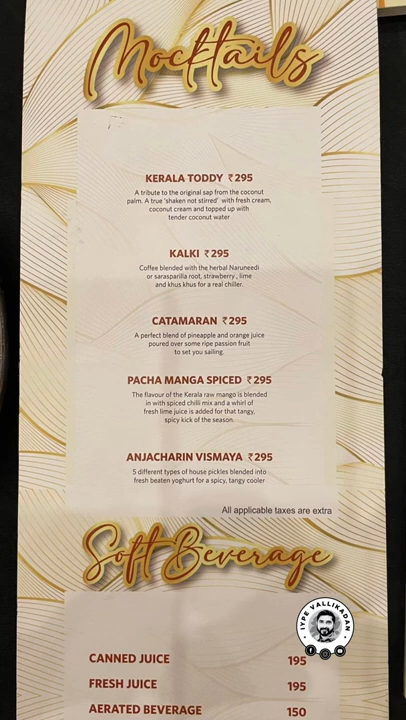 Mocktails
KERALA TODDY ₹295
A tribute to the original sap from the coconut
palm. A true 'shaken not stirred' with fresh cream,
coconut cream and topped up with
tender coconut water
KALKI ₹295
Coffee blended with the herbal Naruneedi
or sarasparilla root, strawberry , lime
and khus khus for a real chiller.
CATAMARAN ₹295
A perfect blend of pineapple and orange juice
poured over some ripe passion fruit
to set you sailing.
PACHA MANGA SPICED ₹295
The flavour of the Kerala raw mango is blended
in with spiced chilli mix and a whirl of
fresh lime juice is added for that tangy,
spicy kick of the season.
ANJACHARIN VISMAYA ₹295
5 different types of house pickles blended into
fresh beaten yoghurt for a spicy, tangy cooler
All applicable taxes are extra
Soft Beverage
IYPE VALLIKADAN
CANNED JUICE 195
FRESH JUICE 195
AERATED BEVERAGE 150